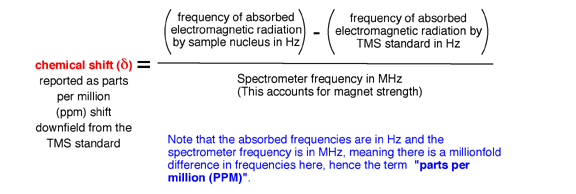 frequency of absorbed
electromagnetic radiation
by sample nucleus in Hz
-
frequency of absorbed
electromagnetic radiation by
TMS standard in Hz
chemical shift (δ) =
reported as parts
per million
(ppm) shift
downfield from the
TMS standard
Spectrometer frequency in MHz
(This accounts for magnet strength)
Note that the absorbed frequencies are in Hz and the
spectrometer frequency is in MHz, meaning there is a millionfold
difference in frequencies here, hence the term "parts per
million (PPM)".